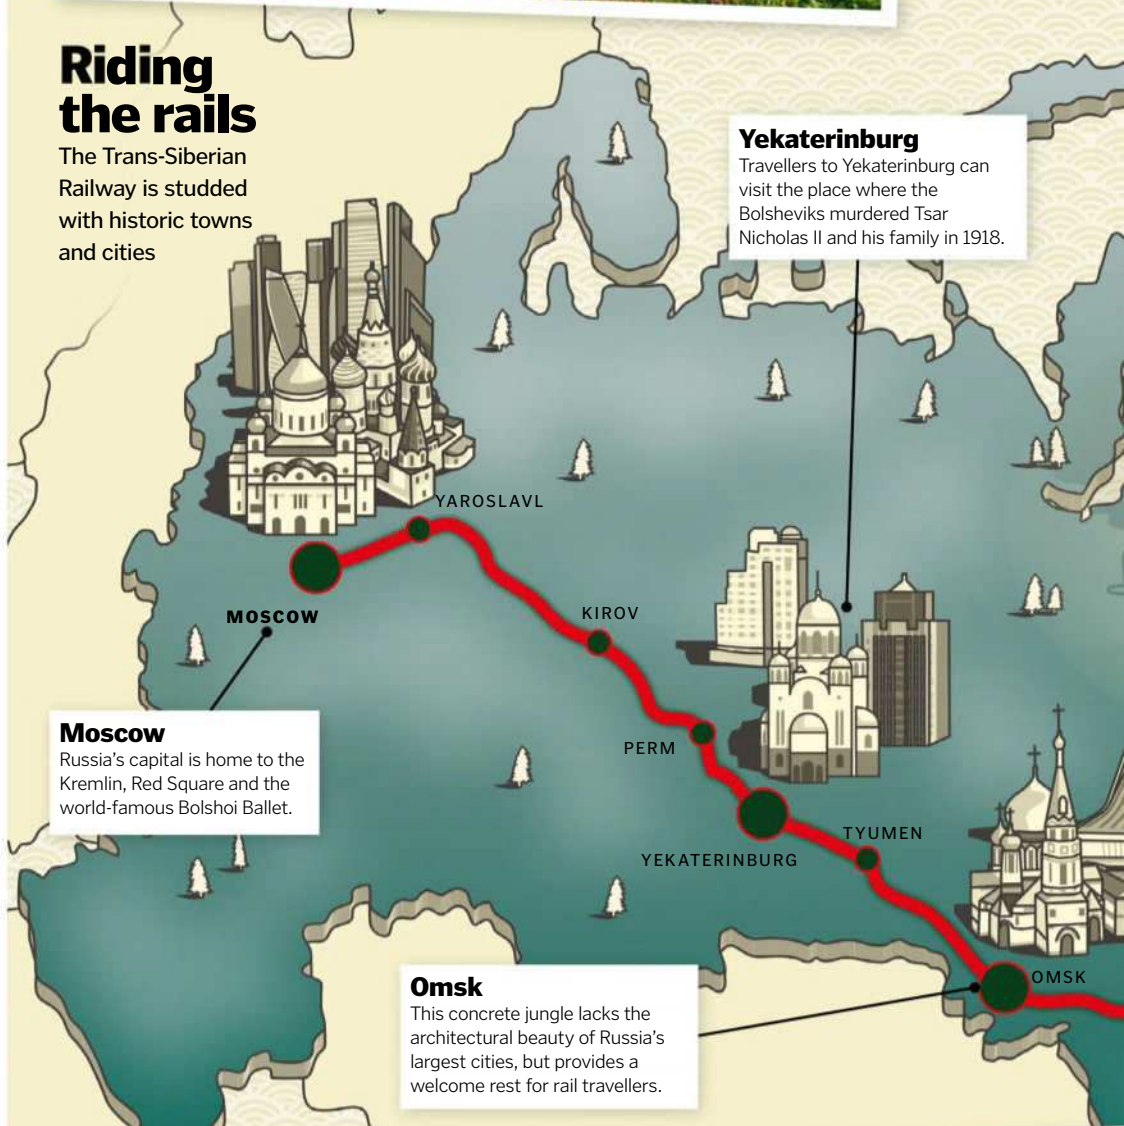 Riding
the rails
The Trans-Siberian
Railway is studded
with historic towns
and cities
Yekaterinburg
Travellers to Yekaterinburg can
visit the place where the
Bolsheviks murdered Tsar
Nicholas II and his family in 1918.
YAROSLAVL
MOSCOW
KIROV
Moscow
Russia’s capital is home to the
Kremlin, Red Square and the
world-famous Bolshoi Ballet.
PERM
YEKATERINBURG
TYUMEN
Omsk
This concrete jungle lacks the
architectural beauty of Russia’s
largest cities, but provides a
welcome rest for rail travellers.
OMSK